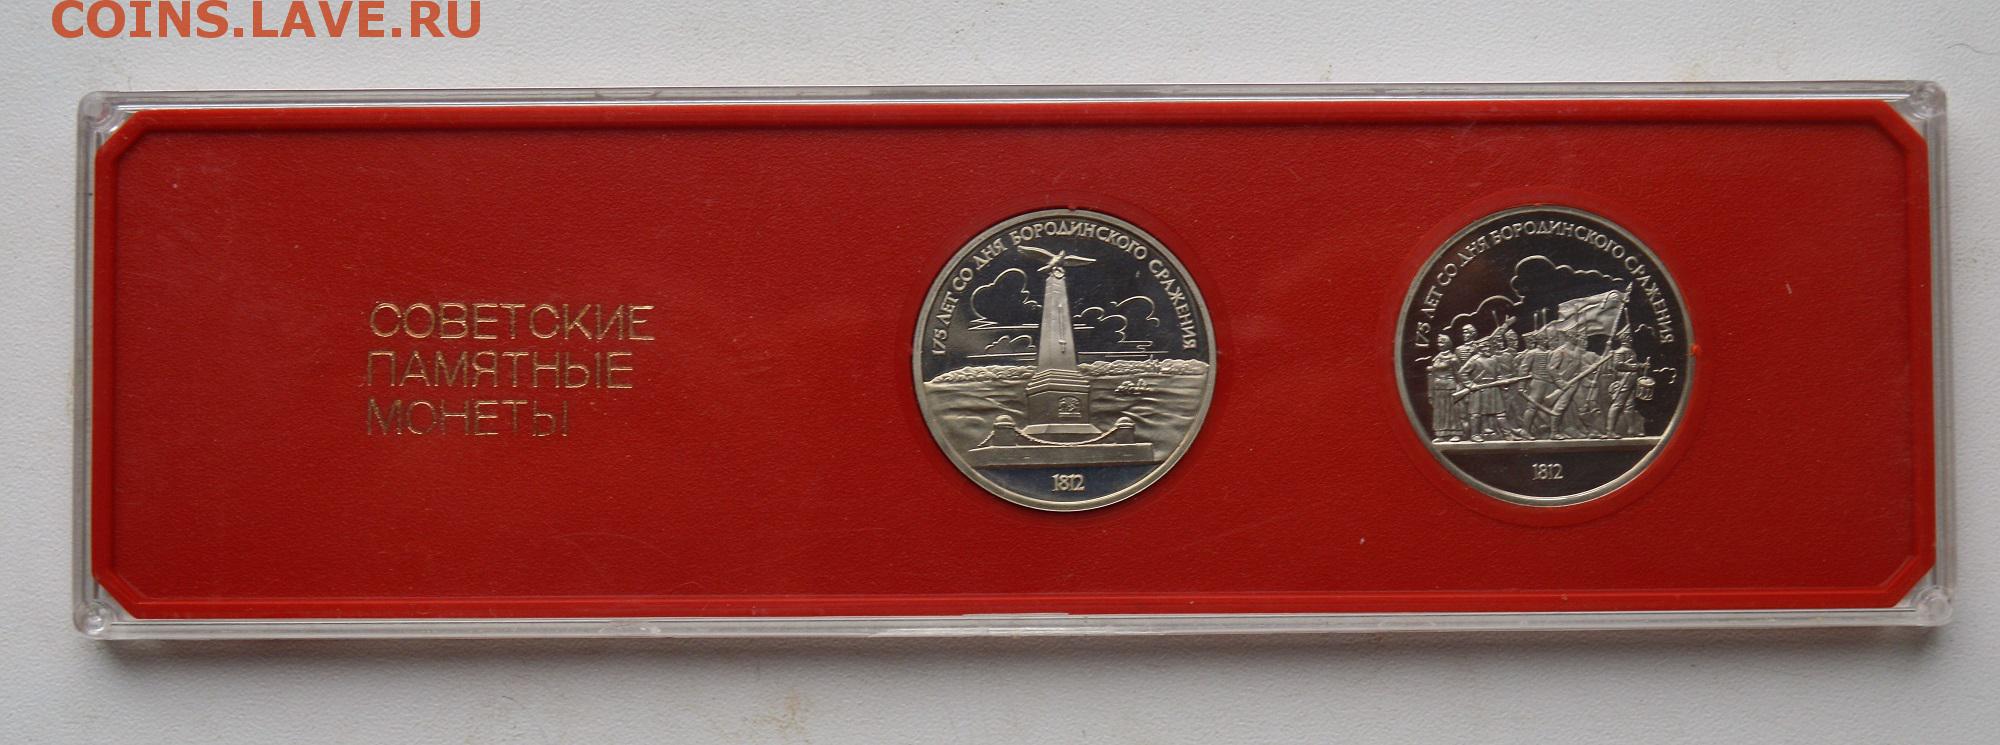 COINS.LAVE.RU
СОВЕТСКИЕ
ПАМЯТНЫЕ
МОНЕТЫ
175 ЛЕТ СО ДНЯ БОРОДИНСКОГО СРАЖЕНИЯ
1812
175 ЛЕТ СО ДНЯ БОРОДИНСКОГО СРАЖЕНИЯ
1812